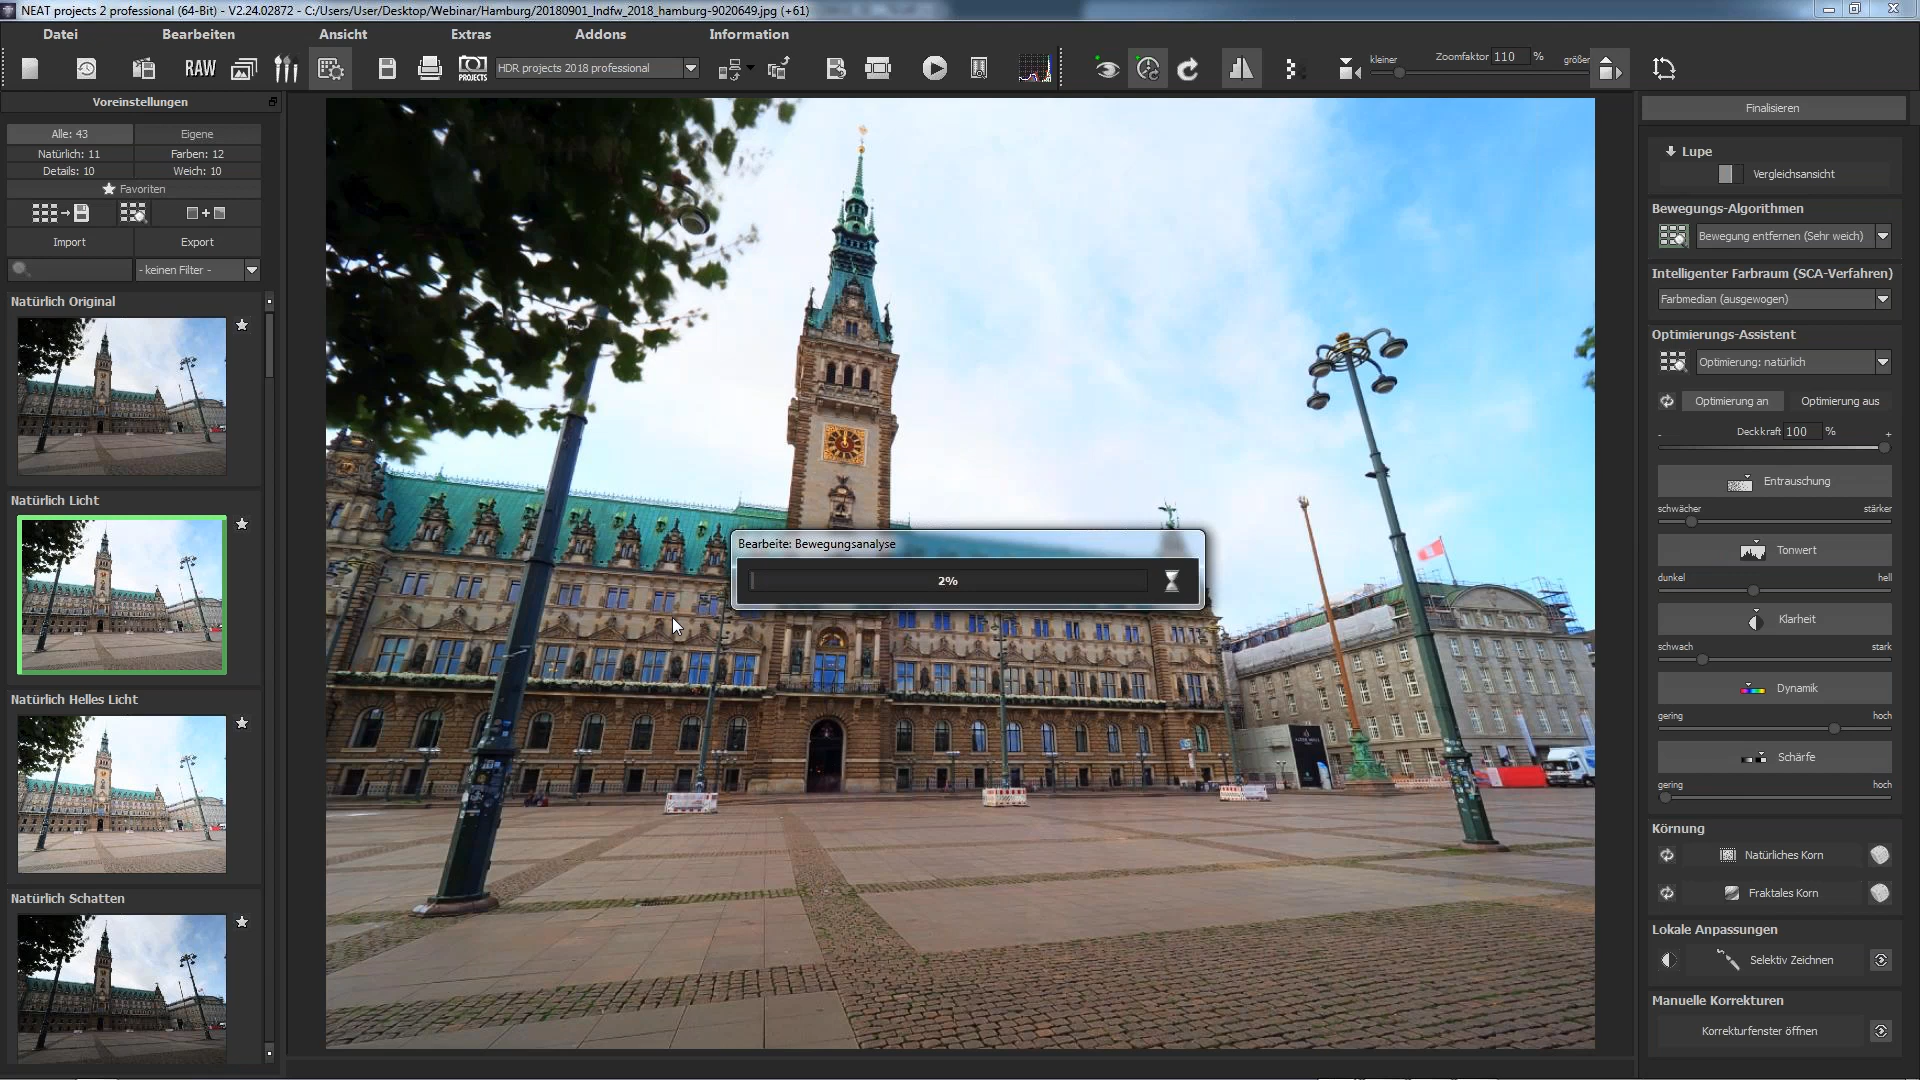 NEAT projects 2 professional (64-Bit) - V2.24.02872 - C:/Users/User/Desktop/Webinar/Hamburg/20180901_lndfw_2018_hamburg-9020649.jpg (+61)
Datei Bearbeiten Ansicht Extras Addons Information
RAW
PROJECTS
HDR projects 2018 professional
kleiner
Zoomfaktor 110 %
größer
Voreinstellungen
Alle: 43 Eigene
Natürlich: 11 Farben: 12
Details: 10 Weich: 10
Favoriten
Import Export
- keinen Filter -
Natürlich Original
Natürlich Licht
Natürlich Helles Licht
Natürlich Schatten
Bearbeite: Bewegungsanalyse
2%
Finalisieren
Lupe
Vergleichsansicht
Bewegungs-Algorithmen
Bewegung entfernen (Sehr weich)
Intelligenter Farbraum (SCA-Verfahren)
Farbmedian (ausgewogen)
Optimierungs-Assistent
Optimierung: natürlich
Optimierung an Optimierung aus
- Deckkraft 100 % +
Entrauschung
schwächer stärker
Tonwert
dunkel hell
Klarheit
schwach stark
Dynamik
gering hoch
Schärfe
gering hoch
Körnung
Natürliches Korn
Fraktales Korn
Lokale Anpassungen
Selektiv Zeichnen
Manuelle Korrekturen
Korrekturfenster öffnen